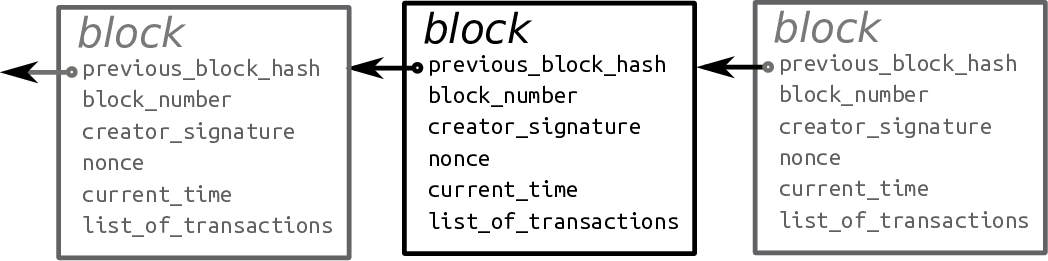 block
previous_block_hash
block_number
creator_signature
nonce
current_time
list_of_transactions
block
previous_block_hash
block_number
creator_signature
nonce
current_time
list_of_transactions
block
previous_block_hash
block_number
creator_signature
nonce
current_time
list_of_transactions